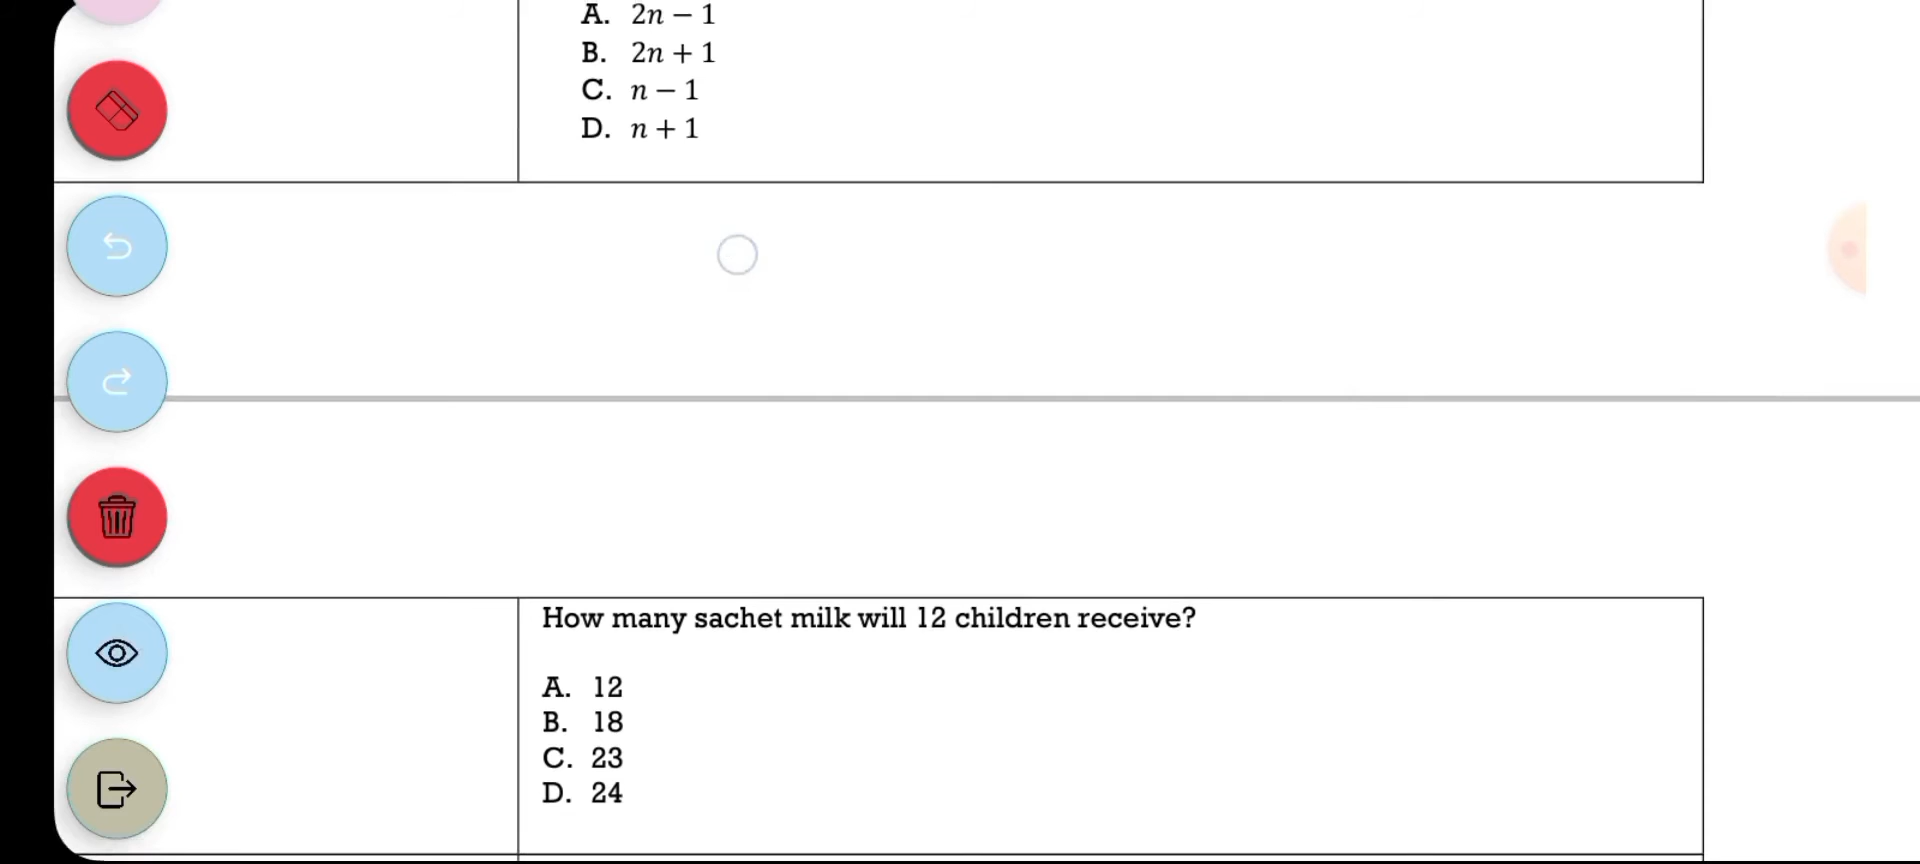 A. 2n − 1
B. 2n + 1
C. n − 1
D. n + 1
How many sachet milk will 12 children receive?
A. 12
B. 18
C. 23
D. 24